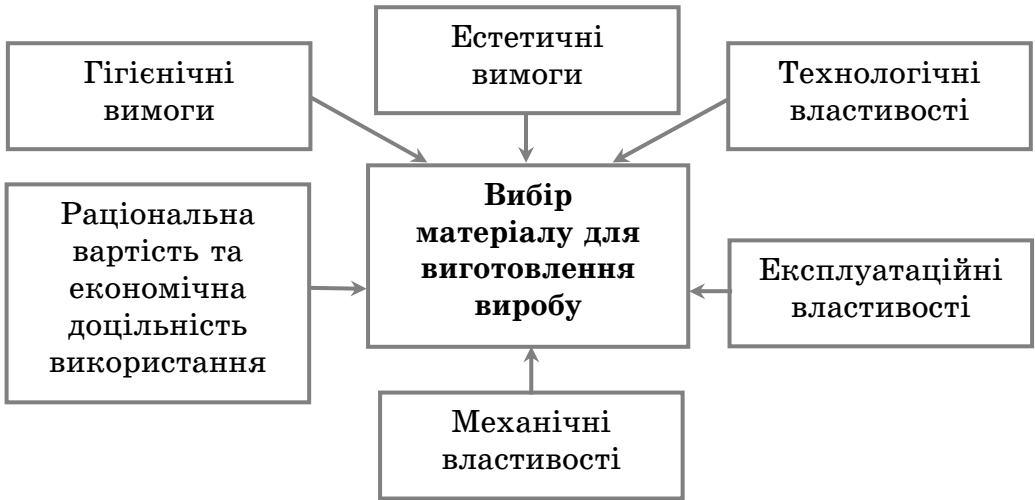 Гігієнічні
вимоги
Естетичні
вимоги
Технологічні
властивості
Раціональна
вартість та
економічна
доцільність
використання
Вибір
матеріалу для
виготовлення
виробу
Експлуатаційні
властивості
Механічні
властивості